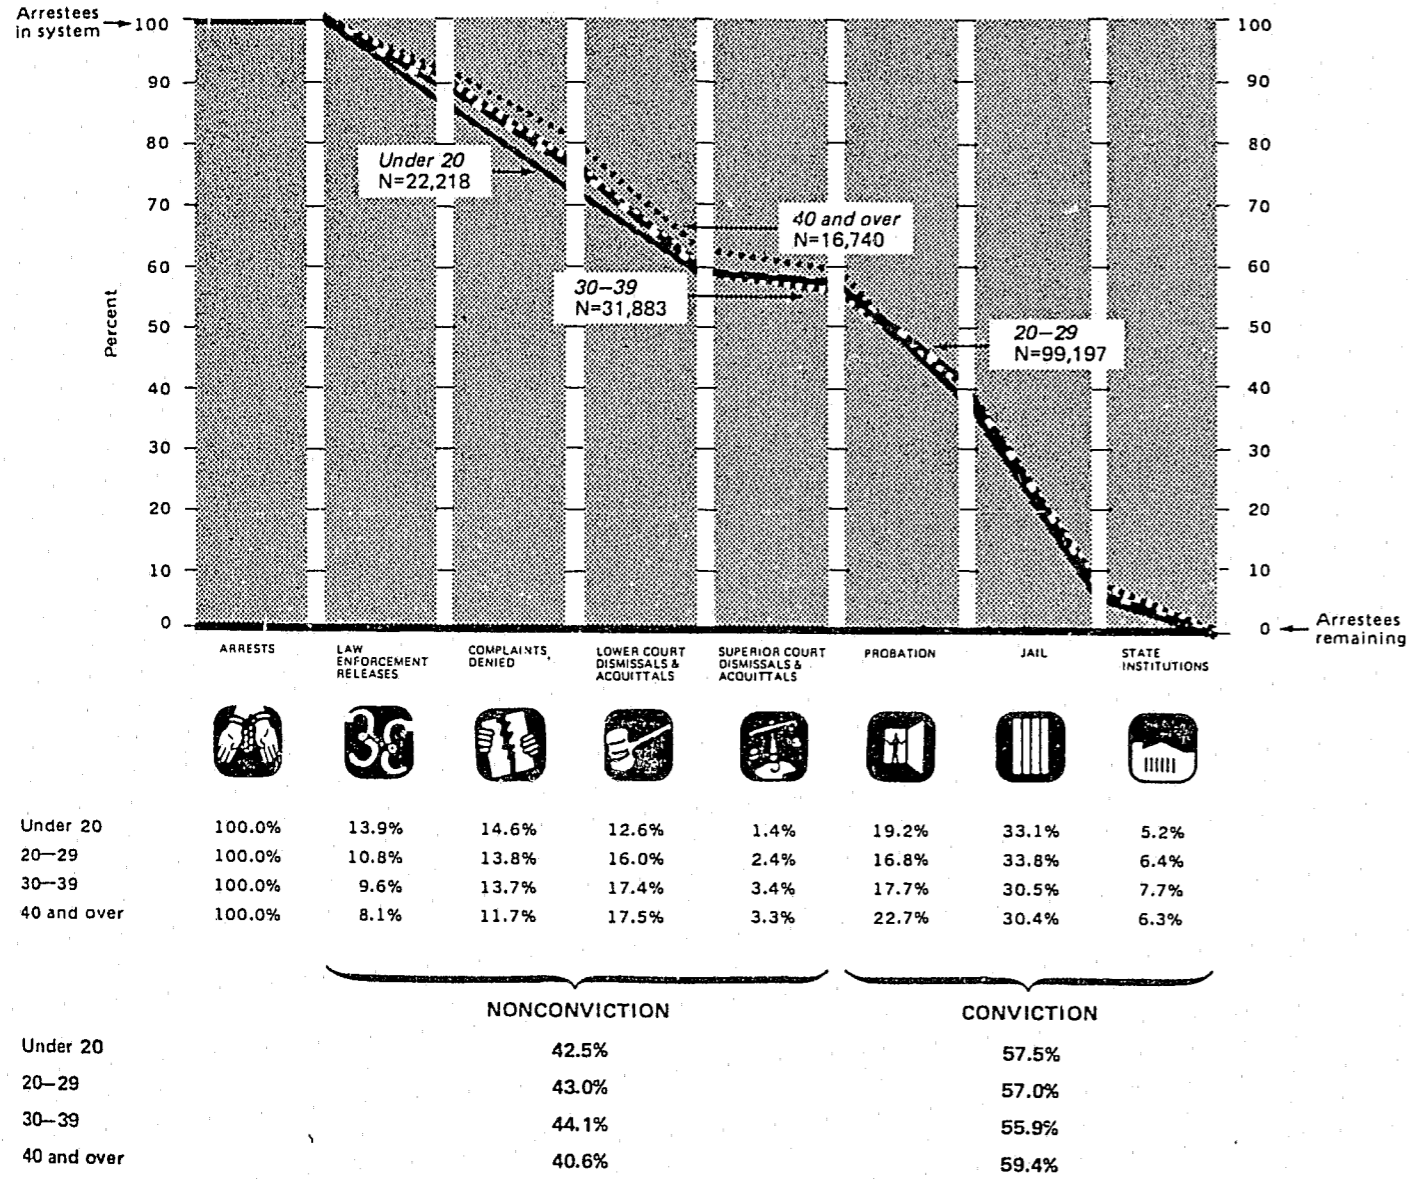 Arrestees
in system
100
90
80
70
60
50
40
30
20
10
0
Percent
100
90
80
70
60
50
40
30
20
10
0
Arrestees
remaining
Under 20
N=22,218
40 and over
N=16,740
30—39
N=31,883
20—29
N=99,197
ARRESTS
LAW
ENFORCEMENT
RELEASES
COMPLAINTS
DENIED
LOWER COURT
DISMISSALS &
ACQUITTALS
SUPERIOR COURT
DISMISSALS &
ACQUITTALS
PROBATION
JAIL
STATE
INSTITUTIONS
Under 20 100.0% 13.9% 14.6% 12.6% 1.4% 19.2% 33.1% 5.2%
20—29 100.0% 10.8% 13.8% 16.0% 2.4% 16.8% 33.8% 6.4%
30—39 100.0% 9.6% 13.7% 17.4% 3.4% 17.7% 30.5% 7.7%
40 and over 100.0% 8.1% 11.7% 17.5% 3.3% 22.7% 30.4% 6.3%
NONCONVICTION CONVICTION
Under 20 42.5% 57.5%
20—29 43.0% 57.0%
30—39 44.1% 55.9%
40 and over 40.6% 59.4%